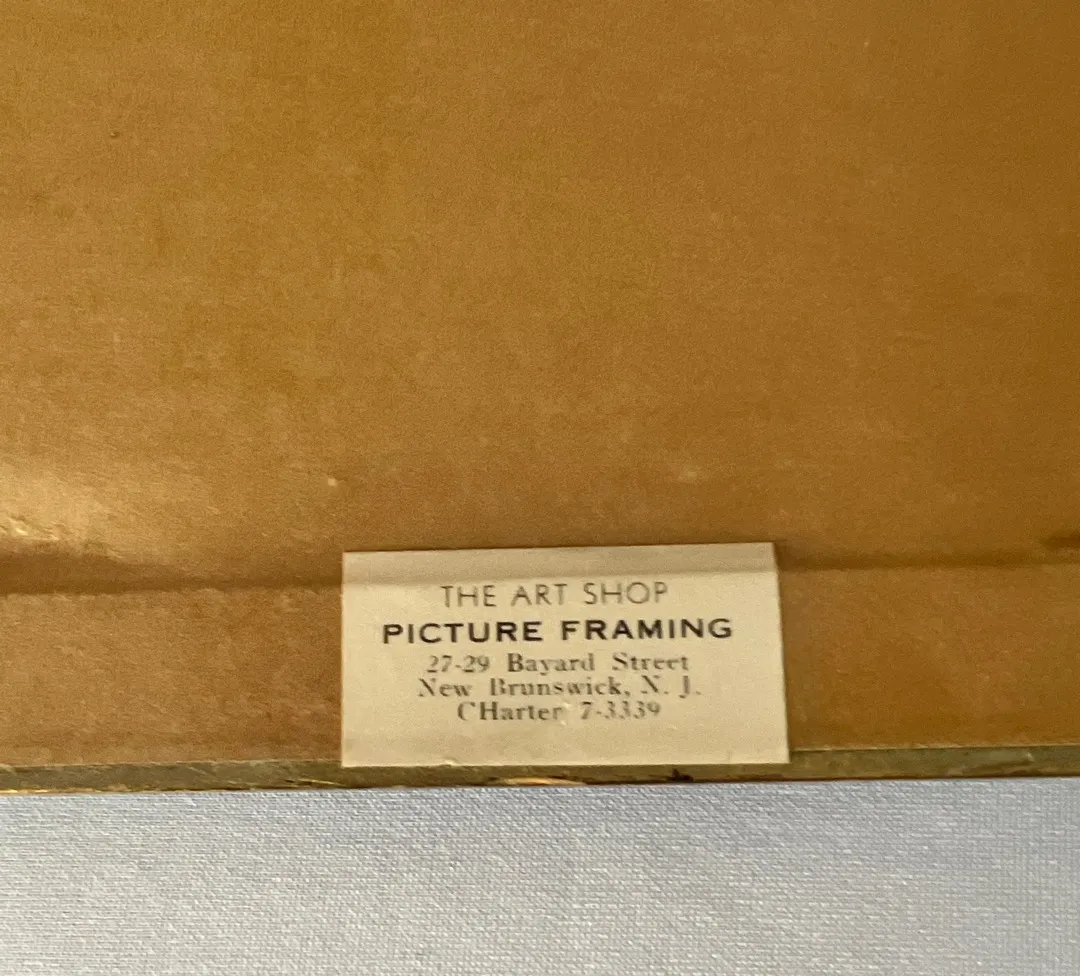 THE ART SHOP
PICTURE FRAMING
27-29 Bayard Street
New Brunswick, N. J.
CHarter 7-3339